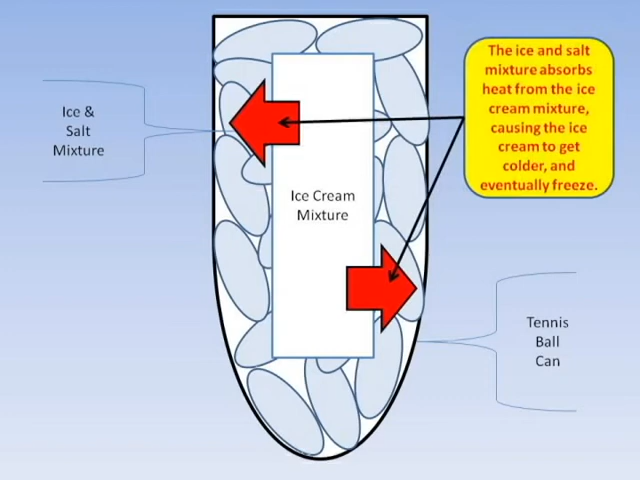 Ice &
Salt
Mixture
Ice Cream
Mixture
The ice and salt
mixture absorbs
heat from the ice
cream mixture,
causing the ice
cream to get
colder, and
eventually freeze.
Tennis
Ball
Can